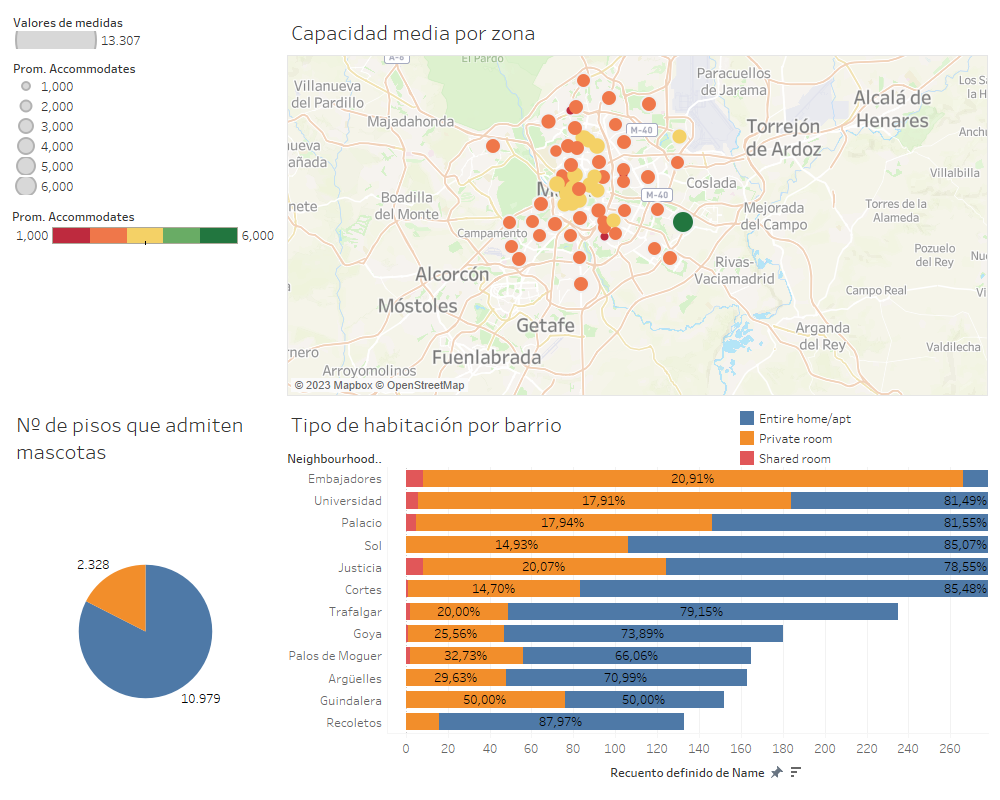 Valores de medidas
13.307
Prom. Accommodates
1,000
2,000
3,000
4,000
5,000
6,000
Prom. Accommodates
1,000
6,000
Capacidad media por zona
A-6
El Pardo
Villanueva
del Pardillo
Majadahonda
Paracuellos
de Jarama
Alcalá de
Henares
Los Sa
la H
M-40
Torrejón
de Ardoz
Anchu
ueva
añada
Villalbilla
Coslada
M-40
nete
Boadilla
del Monte
Mejorada
del Campo
Torres de la
Alameda
Campamento
Pozuelo
del Rey
Nue
Rivas-
Vaciamadrid
Alcorcón
Móstoles
Campo Real
Vi
Getafe
Arganda
del Rey
Valdilecha
nero
Fuenlabrada
Arroyomolinos
© 2023 Mapbox © OpenStreetMap
Nº de pisos que admiten
mascotas
2.328
10.979
Tipo de habitación por barrio
Entire home/apt
Private room
Shared room
Neighbourhood..
Embajadores 20,91%
Universidad 17,91% 81,49%
Palacio 17,94% 81,55%
Sol 14,93% 85,07%
Justicia 20,07% 78,55%
Cortes 14,70% 85,48%
Trafalgar 20,00% 79,15%
Goya 25,56% 73,89%
Palos de Moguer 32,73% 66,06%
Argüelles 29,63% 70,99%
Guindalera 50,00% 50,00%
Recoletos 87,97%
0 20 40 60 80 100 120 140 160 180 200 220 240 260
Recuento definido de Name